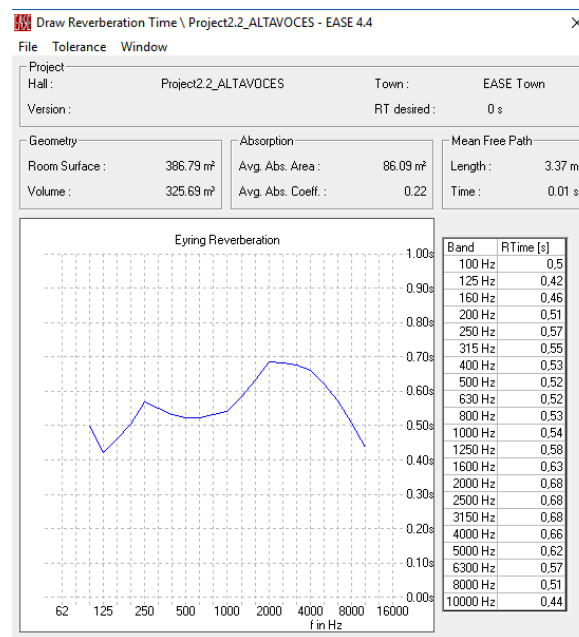 EASE Draw Reverberation Time \ Project2.2_ALTAVOCES - EASE 4.4
File Tolerance Window
Project
Hall : Project2.2_ALTAVOCES Town : EASE Town
Version : RT desired : 0 s
Geometry Absorption Mean Free Path
Room Surface : 386.79 m² Avg. Abs. Area : 86.09 m² Length : 3.37 m
Volume : 325.69 m³ Avg. Abs. Coeff. : 0.22 Time : 0.01 s
Eyring Reverberation
1.00s
0.90s
0.80s
0.70s
0.60s
0.50s
0.40s
0.30s
0.20s
0.10s
0.00s
62 125 250 500 1000 2000 4000 8000 16000
f in Hz
Band RTime [s]
100 Hz 0,5
125 Hz 0,42
160 Hz 0,46
200 Hz 0,51
250 Hz 0,57
315 Hz 0,55
400 Hz 0,53
500 Hz 0,52
630 Hz 0,52
800 Hz 0,53
1000 Hz 0,54
1250 Hz 0,58
1600 Hz 0,63
2000 Hz 0,68
2500 Hz 0,68
3150 Hz 0,68
4000 Hz 0,66
5000 Hz 0,62
6300 Hz 0,57
8000 Hz 0,51
10000 Hz 0,44